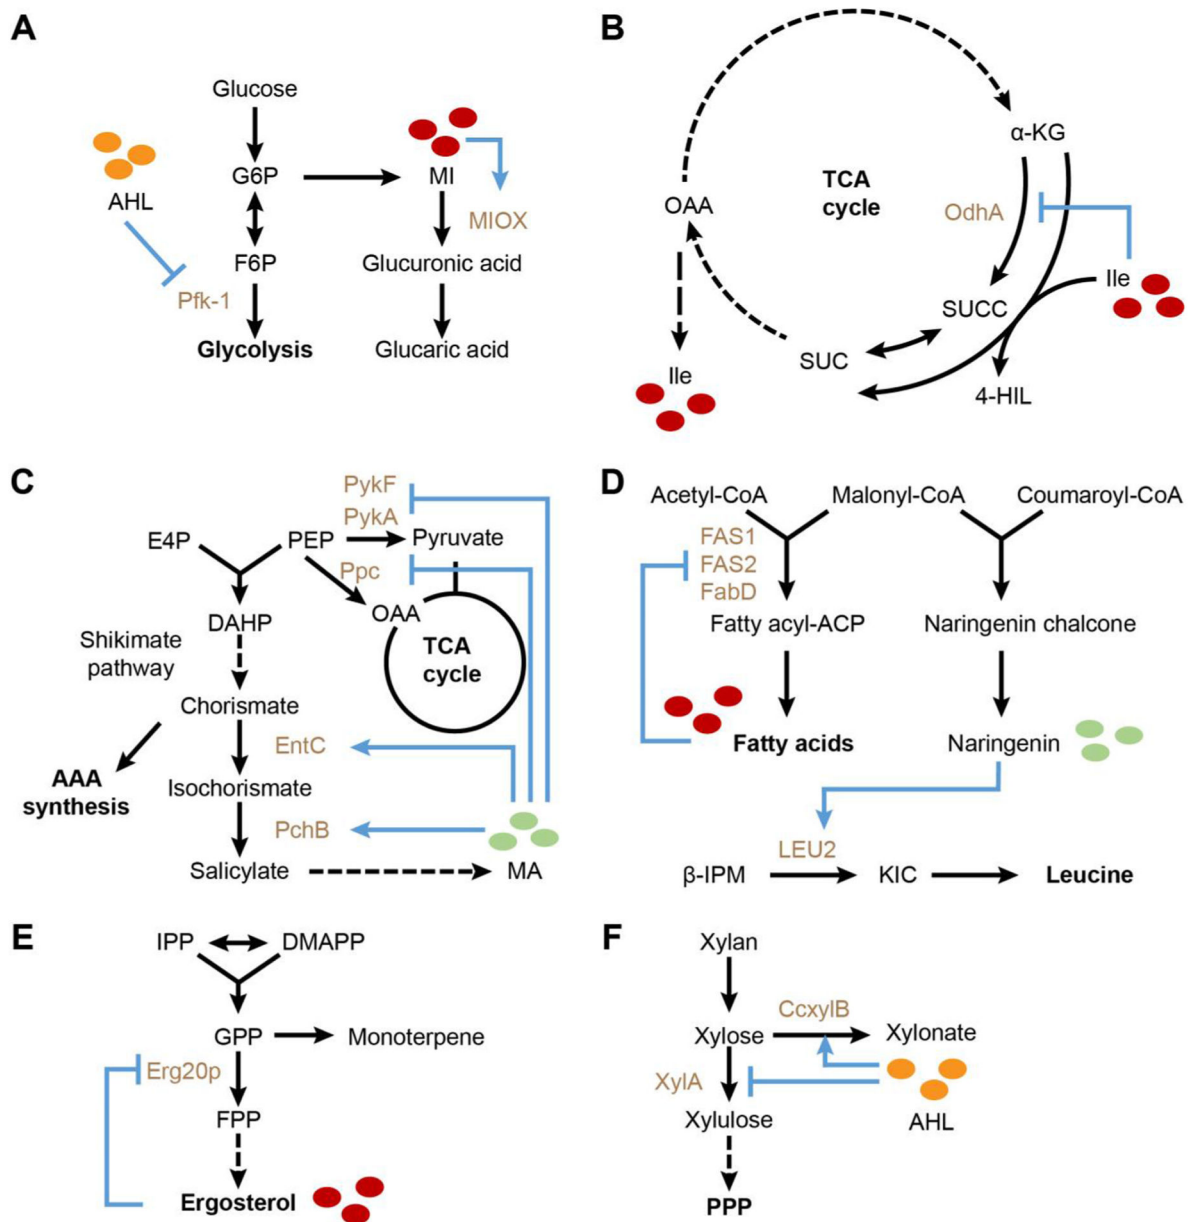 A
Glucose
AHL
G6P
MI
MIOX
F6P
Glucuronic acid
Pfk-1
Glycolysis
Glucaric acid
B
α-KG
TCA
cycle
OAA
OdhA
Ile
SUCC
SUC
Ile
4-HIL
C
PykF
PykA
E4P
PEP
Pyruvate
Ppc
OAA
DAHP
Shikimate
pathway
TCA
cycle
Chorismate
EntC
AAA
synthesis
Isochorismate
PchB
Salicylate
MA
D
Acetyl-CoA
Malonyl-CoA
Coumaroyl-CoA
FAS1
FAS2
FabD
Fatty acyl-ACP
Naringenin chalcone
Fatty acids
Naringenin
LEU2
β-IPM
KIC
Leucine
E
IPP
DMAPP
GPP
Monoterpene
Erg20p
FPP
Ergosterol
F
Xylan
CcxylB
Xylose
Xylonate
XylA
Xylulose
AHL
PPP